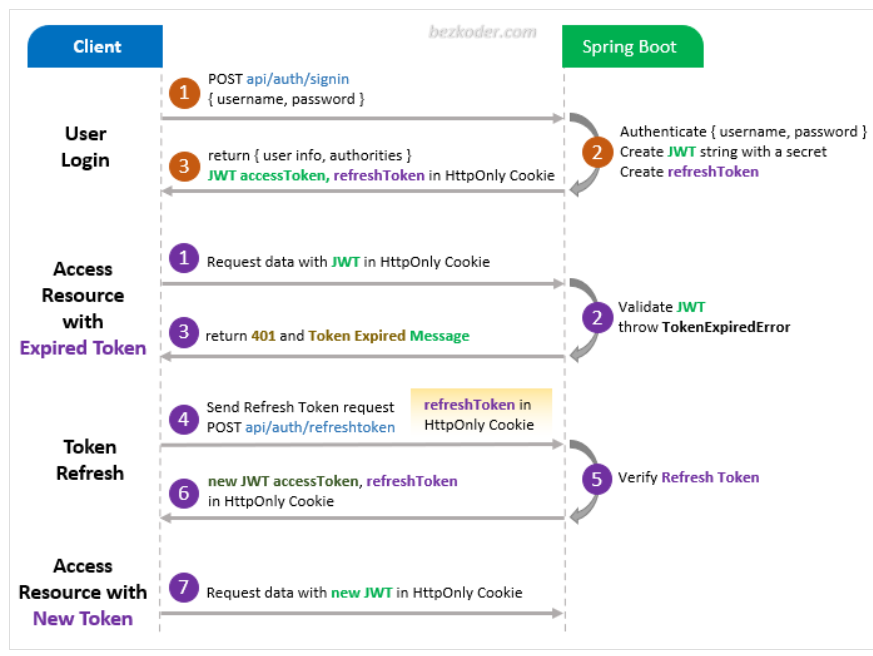 bezkoder.com
Client
Spring Boot
User
Login
1
POST api/auth/signin
{ username, password }
2
Authenticate { username, password }
Create JWT string with a secret
Create refreshToken
3
return { user info, authorities }
JWT accessToken, refreshToken in HttpOnly Cookie
Access
Resource
with
Expired Token
1
Request data with JWT in HttpOnly Cookie
2
Validate JWT
throw TokenExpiredError
3
return 401 and Token Expired Message
Token
Refresh
4
Send Refresh Token request
POST api/auth/refreshtoken
refreshToken in
HttpOnly Cookie
5
Verify Refresh Token
6
new JWT accessToken, refreshToken
in HttpOnly Cookie
Access
Resource with
New Token
7
Request data with new JWT in HttpOnly Cookie